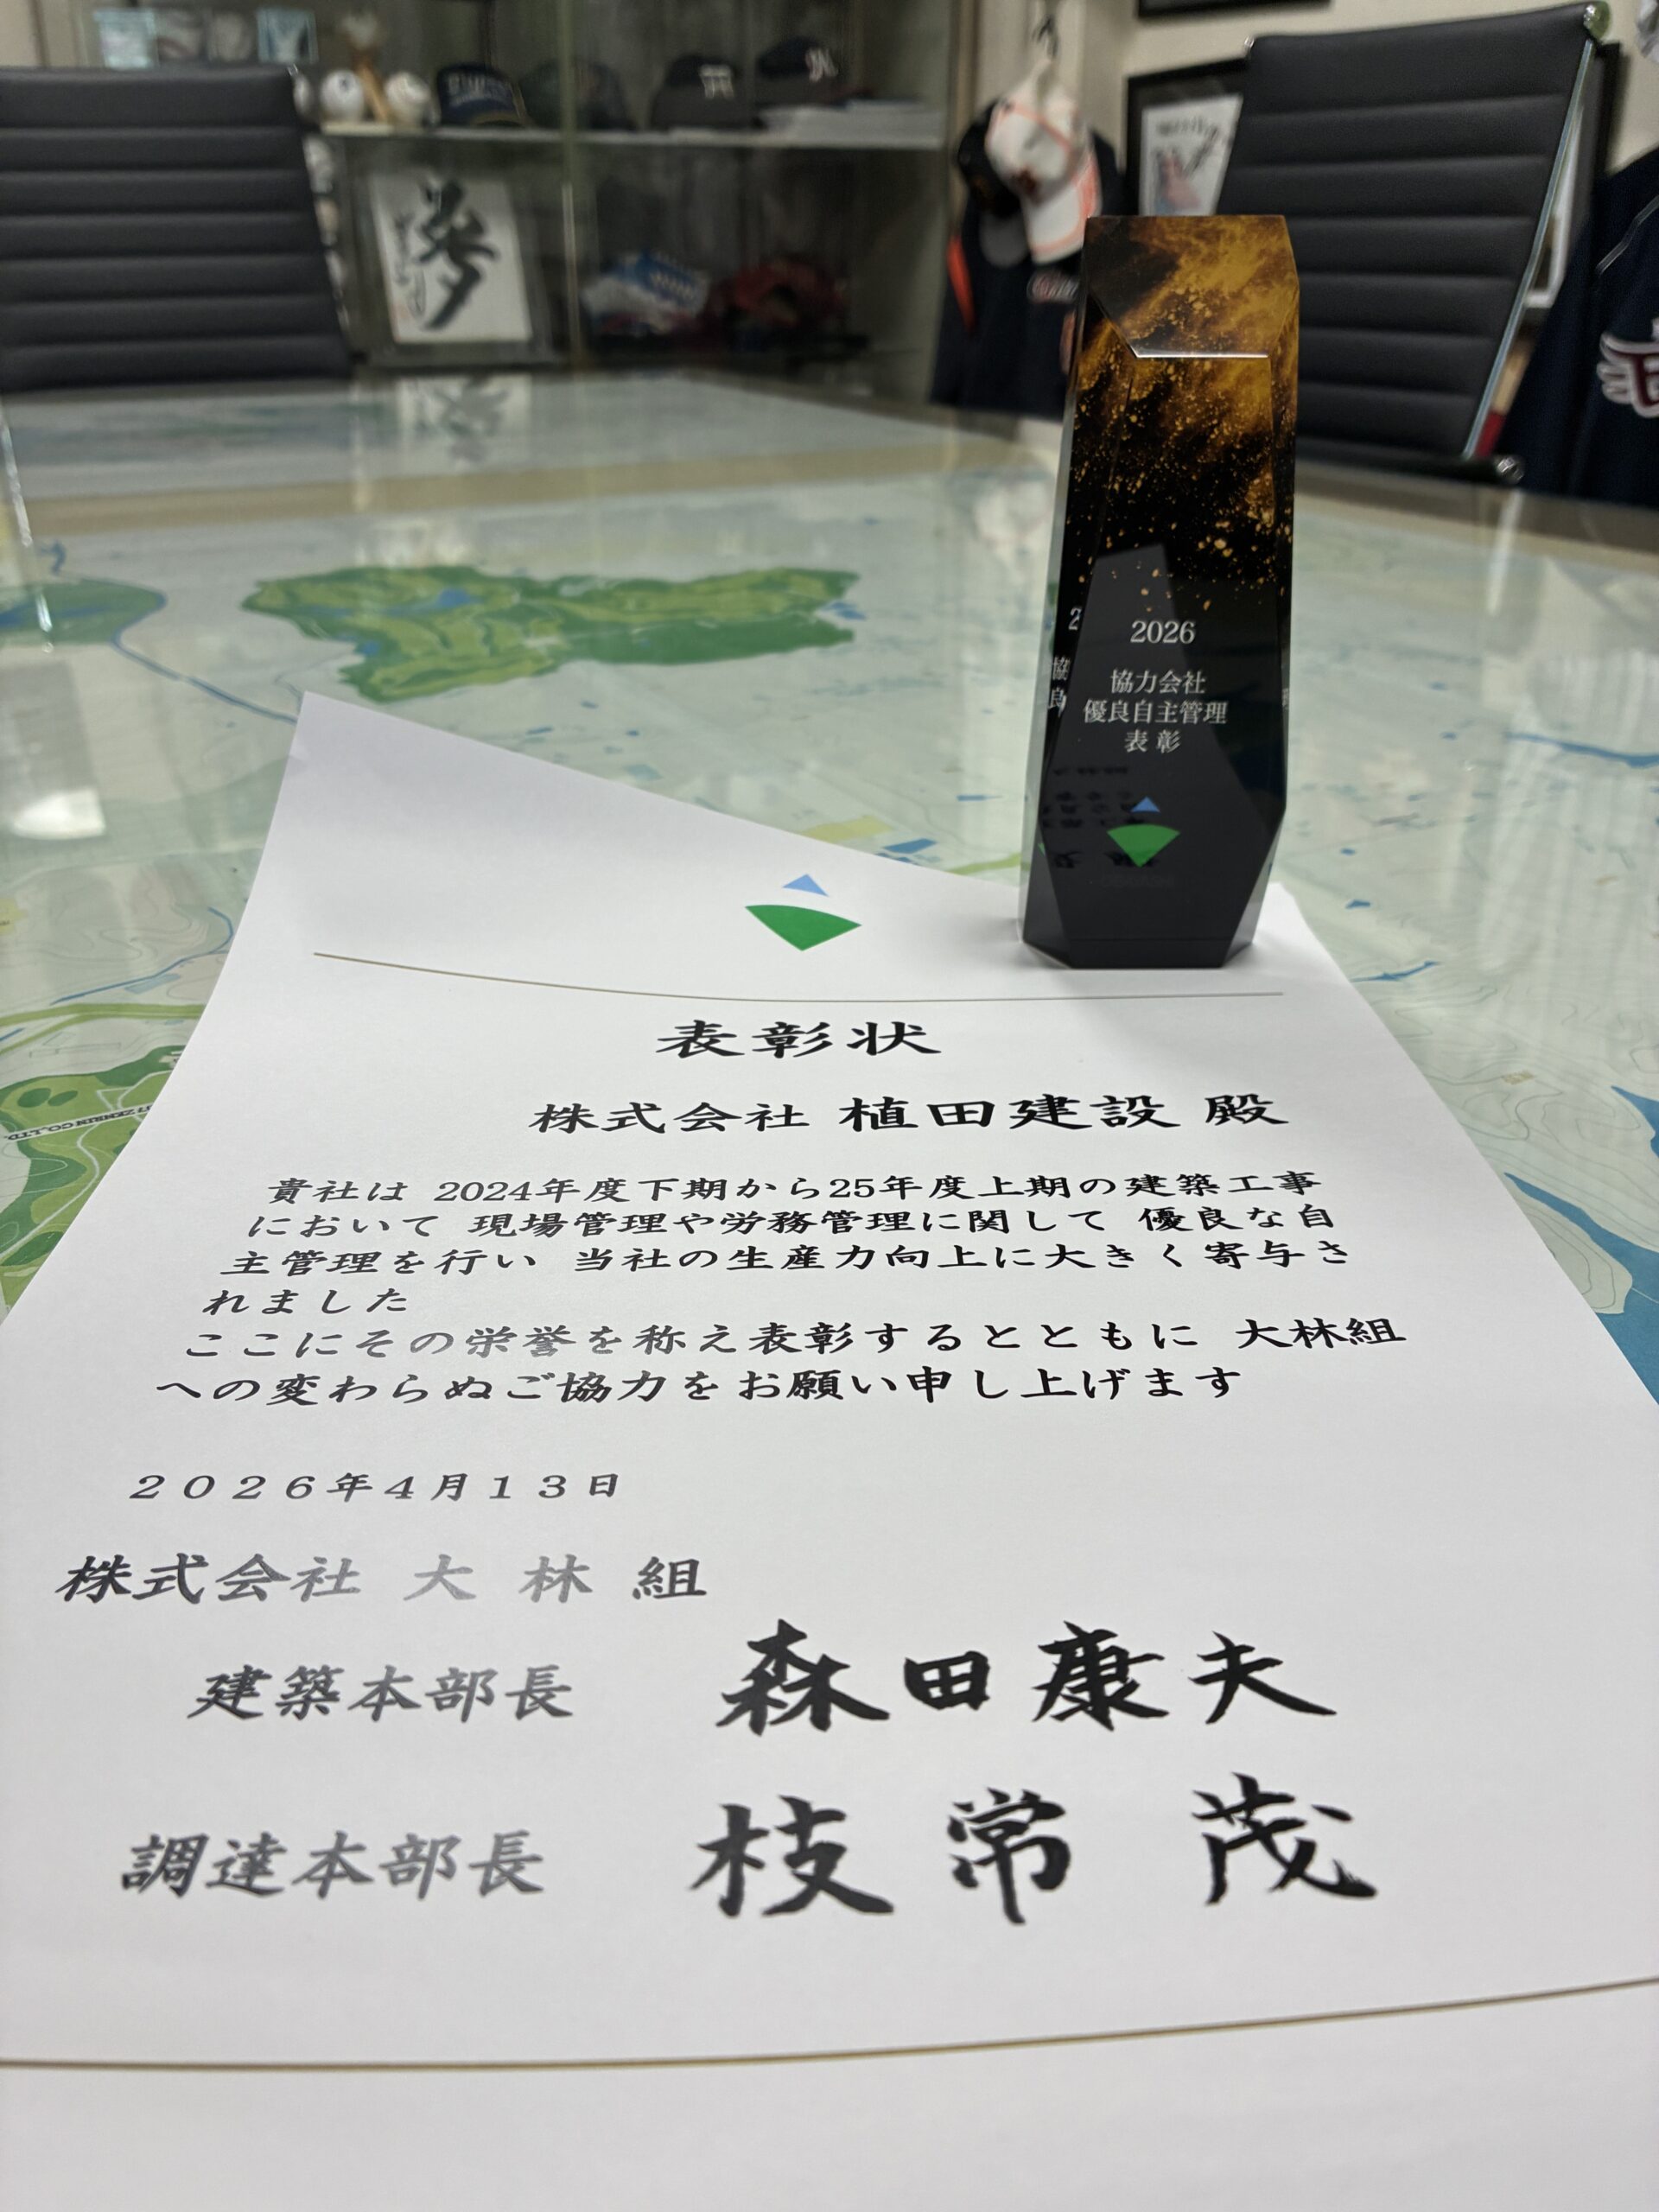 2026
協力会社
優良自主管理
表彰
表彰状
株式会社 植田建設 殿
貴社は 2024年度下期から25年度上期の建築工事
において 現場管理や労務管理に関して 優良な自
主管理を行い 当社の生産力向上に大きく寄与さ
れました
ここにその栄誉を称え表彰するとともに 大林組
への変わらぬご協力をお願い申し上げます
2026年4月13日
株式会社 大 林 組
建築本部長 森田康夫
調達本部長 枝常 茂